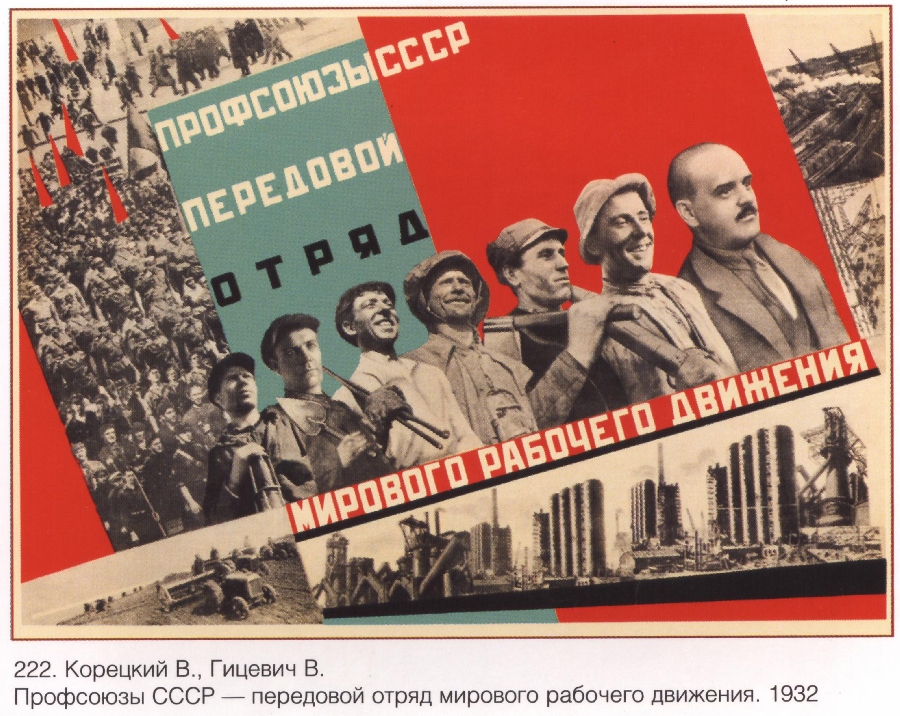 ПРОФСОЮЗЫ СССР
ПЕРЕДОВОЙ
ОТРЯД
МИРОВОГО РАБОЧЕГО ДВИЖЕНИЯ
222. Корецкий В., Гицевич В.
Профсоюзы СССР — передовой отряд мирового рабочего движения. 1932